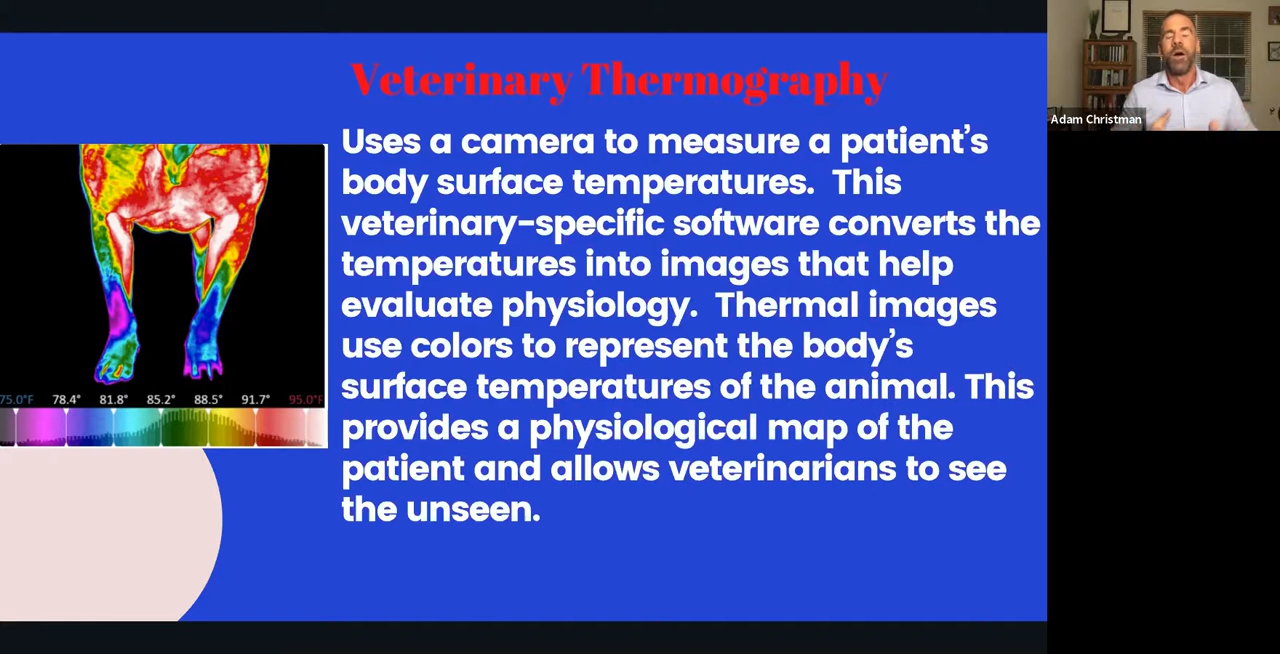 Veterinary Thermography
Adam Christman
Uses a camera to measure a patient's
body surface temperatures.  This
veterinary-specific software converts the
temperatures into images that help
evaluate physiology.  Thermal images
use colors to represent the body's
surface temperatures of the animal. This
provides a physiological map of the
patient and allows veterinarians to see
the unseen.
75.0°F 78.4° 81.8° 85.2° 88.5° 91.7° 95.0°F